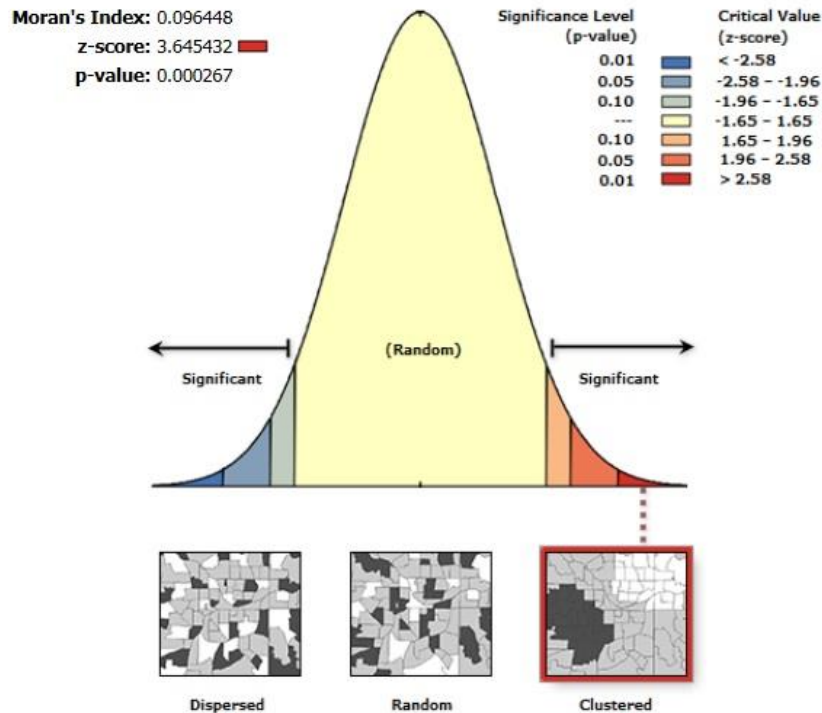 Moran's Index: 0.096448
z-score: 3.645432
p-value: 0.000267
Significance Level
(p-value)
Critical Value
(z-score)
0.01 < -2.58
0.05 -2.58 – -1.96
0.10 -1.96 – -1.65
--- -1.65 – 1.65
0.10 1.65 – 1.96
0.05 1.96 – 2.58
0.01 > 2.58
Significant
(Random)
Significant
Dispersed
Random
Clustered